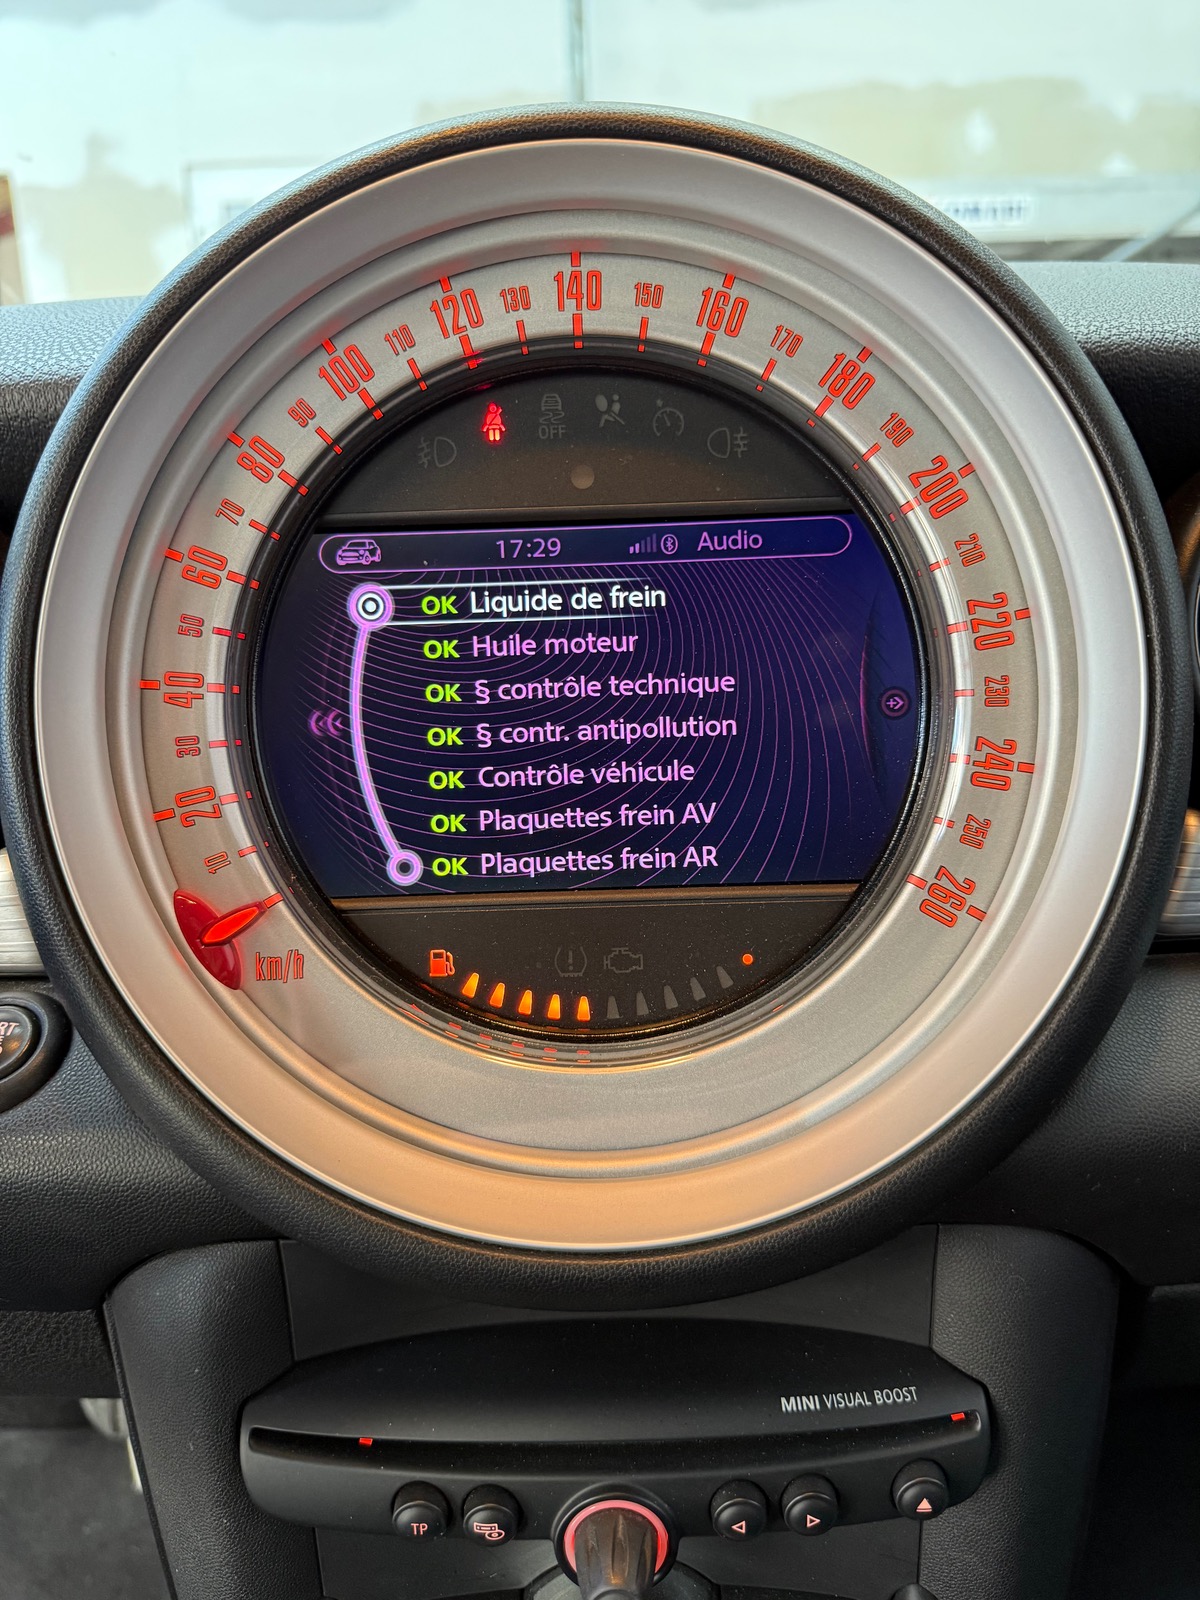 10
20
30
40
50
60
70
80
90
100
110
120
130
140
150
160
170
180
190
200
210
220
230
240
250
260
km/h
OFF
17:29 Audio
OK Liquide de frein
OK Huile moteur
OK § contrôle technique
OK § contr. antipollution
OK Contrôle véhicule
OK Plaquettes frein AV
OK Plaquettes frein AR
MINI VISUAL BOOST
TP